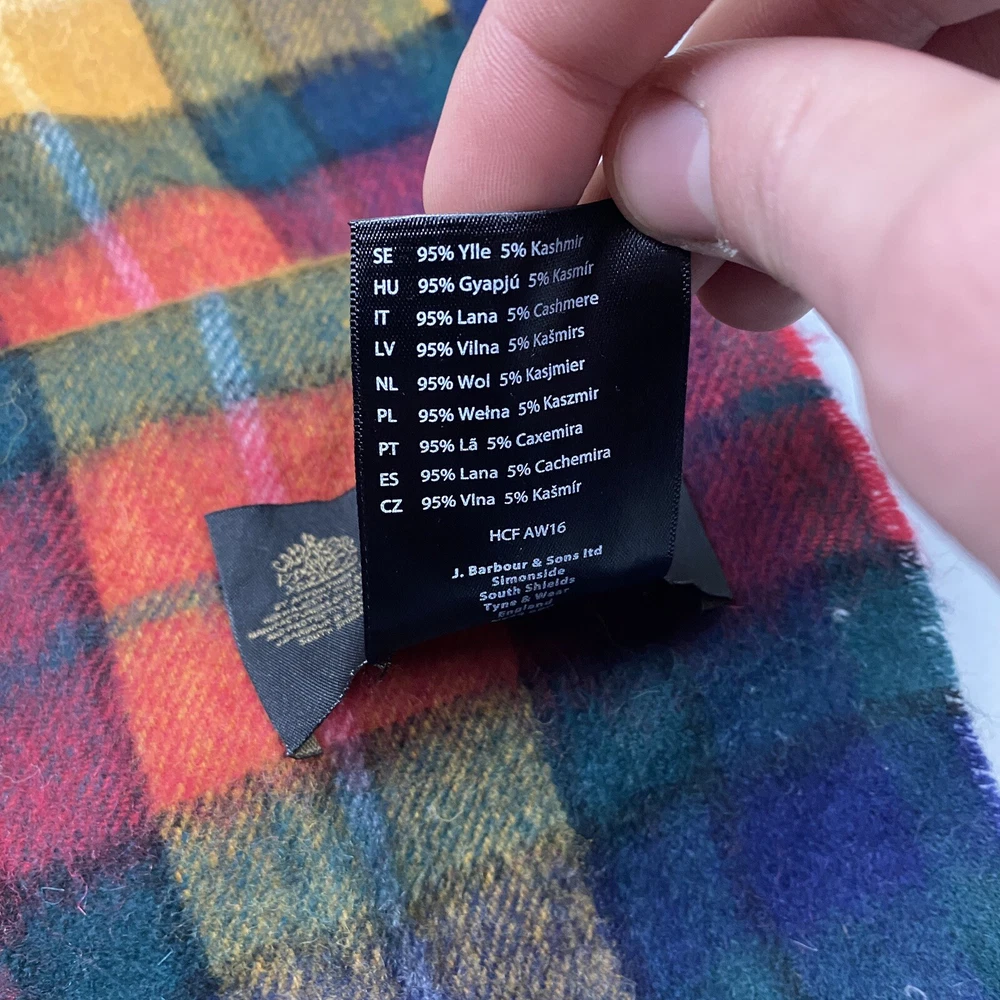 SE 95% Ylle 5% Kashmir
HU 95% Gyapjú 5% Kasmír
IT 95% Lana 5% Cashmere
LV 95% Vilna 5% Kašmirs
NL 95% Wol 5% Kasjmier
PL 95% Wełna 5% Kaszmir
PT 95% Lã 5% Caxemira
ES 95% Lana 5% Cachemira
CZ 95% Vlna 5% Kašmír
HCF AW16
J. Barbour & Sons ltd
Simonside
South Shields
Tyne & Wear
England
SOUTH